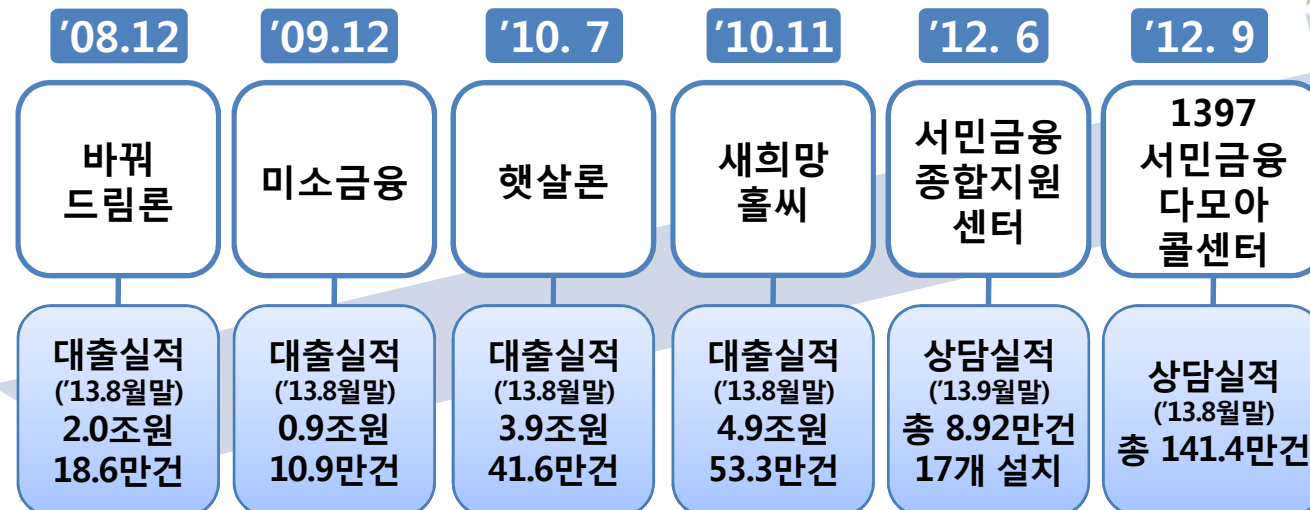 '08.12
'09.12
'10. 7
'10.11
'12. 6
'12. 9
바꿔
드림론
미소금융
햇살론
새희망
홀씨
서민금융
종합지원
센터
1397
서민금융
다모아
콜센터
대출실적
('13.8월말)
2.0조원
18.6만건
대출실적
('13.8월말)
0.9조원
10.9만건
대출실적
('13.8월말)
3.9조원
41.6만건
대출실적
('13.8월말)
4.9조원
53.3만건
상담실적
('13.9월말)
총 8.92만건
17개 설치
상담실적
('13.8월말)
총 141.4만건